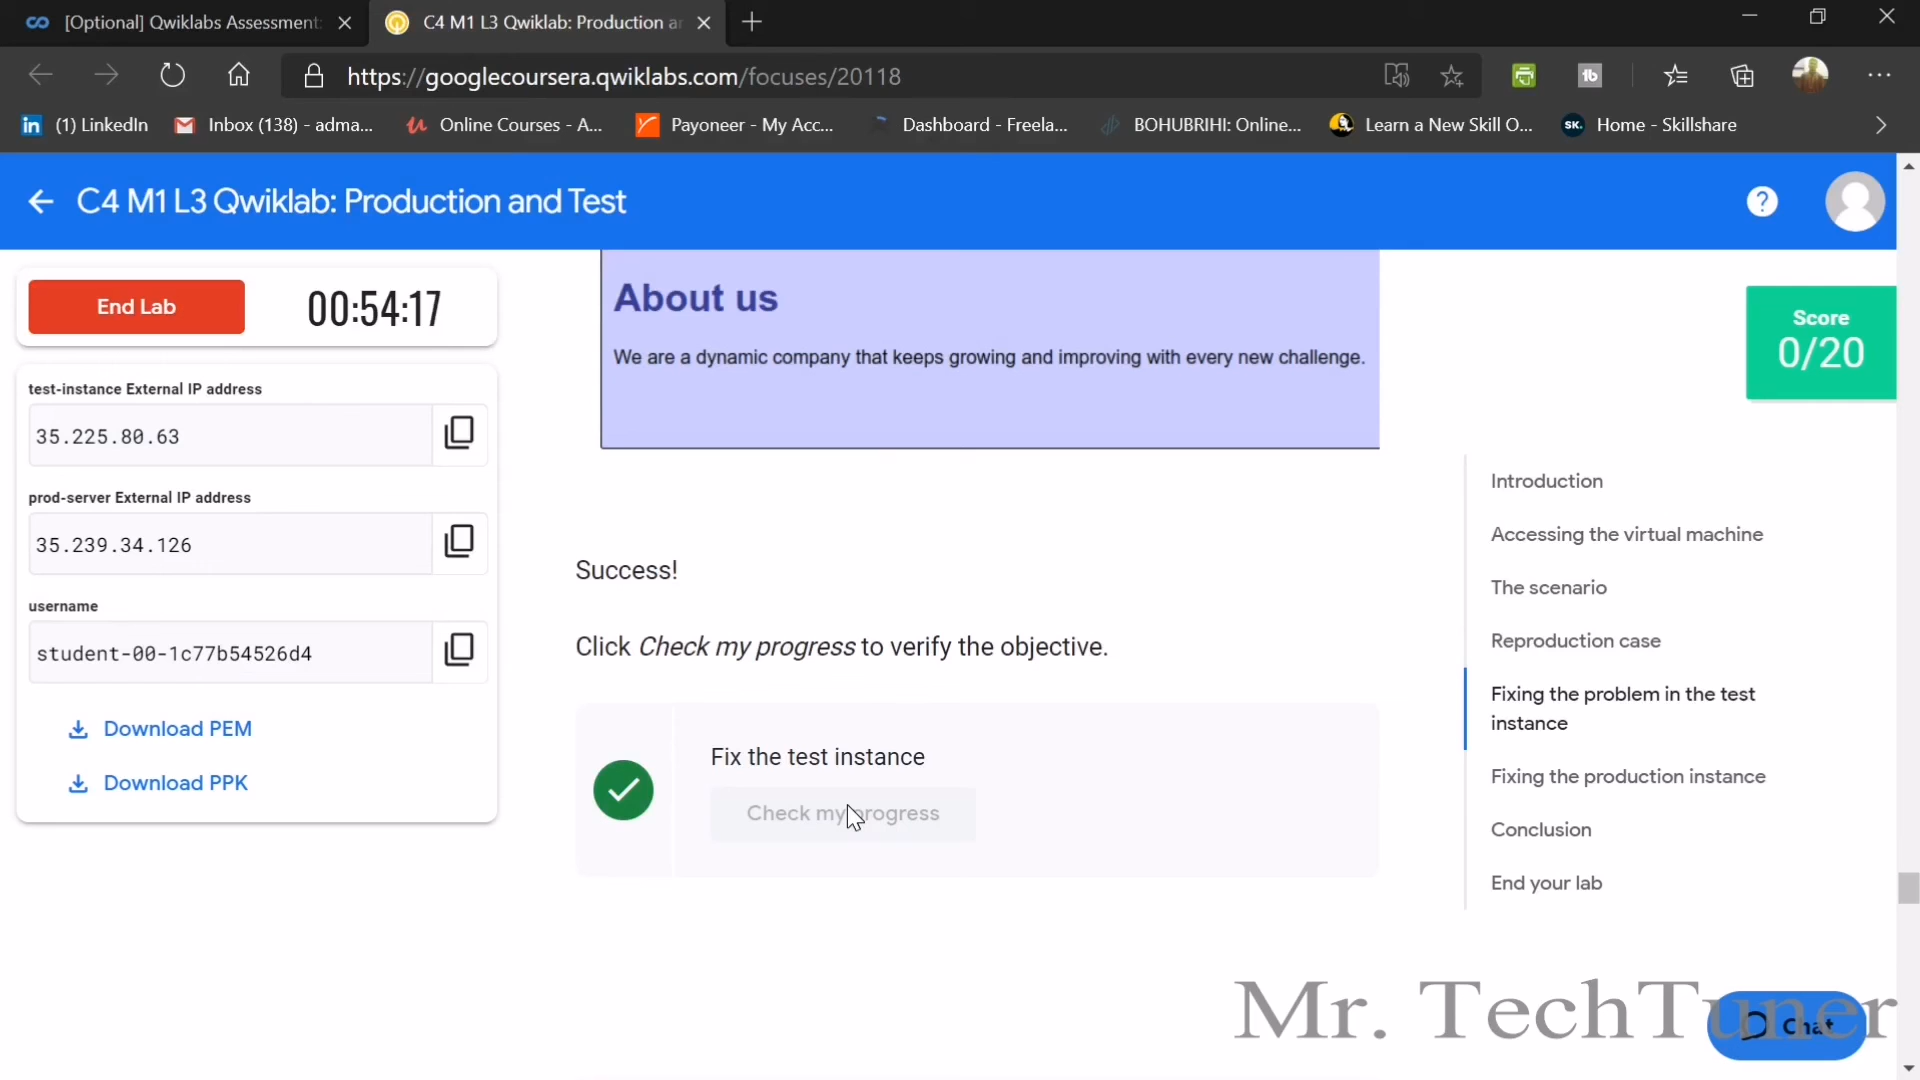 [Optional] Qwiklabs Assessment:
C4 M1 L3 Qwiklab: Production ar
https://googlecoursera.qwiklabs.com/focuses/20118
(1) LinkedIn
Inbox (138) - adma...
Online Courses - A...
Payoneer - My Acc...
Dashboard - Freela...
BOHUBRIHI: Online...
Learn a New Skill O...
SK.
Home - Skillshare
C4 M1 L3 Qwiklab: Production and Test
?
End Lab
00:54:17
test-instance External IP address
35.225.80.63
prod-server External IP address
35.239.34.126
username
student-00-1c77b54526d4
Download PEM
Download PPK
About us
We are a dynamic company that keeps growing and improving with every new challenge.
Success!
Click Check my progress to verify the objective.
Fix the test instance
Check my progress
Score
0/20
Introduction
Accessing the virtual machine
The scenario
Reproduction case
Fixing the problem in the test
instance
Fixing the production instance
Conclusion
End your lab
Mr. TechTuner
Chat